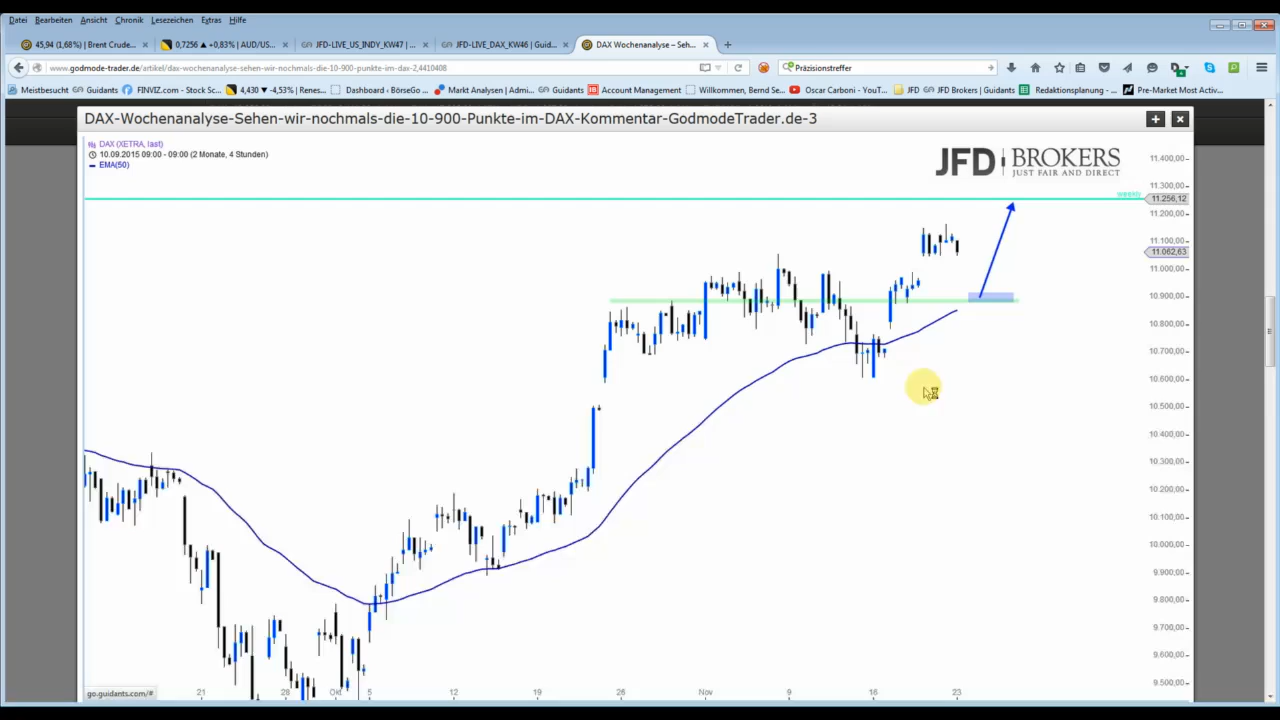 Datei Bearbeiten Ansicht Chronik Lesezeichen Extras Hilfe
45,94 (1,68%) | Brent Crude... × 0,7256 ▲ +0,83% | AUD/US... × JFD-LIVE_US_INDY_KW47 | ... × JFD-LIVE_DAX_KW46 | Guid... × DAX Wochenanalyse – Seh... × +
www.godmode-trader.de/artikel/dax-wochenanalyse-sehen-wir-nochmals-die-10-900-punkte-im-dax-2,4410408
Präzisionstreffer
Meistbesucht Guidants FINVIZ.com - Stock Sc... 4,430 ▼ -4,53% | Renes... Dashboard ‹ BörseGo ... Markt Analysen | Admi... Guidants Account Management Willkommen, Bernd Se... Oscar Carboni - YouT... JFD JFD Brokers | Guidants Redaktionsplanung - ... Pre-Market Most Activ...
DAX-Wochenanalyse-Sehen-wir-nochmals-die-10-900-Punkte-im-DAX-Kommentar-GodmodeTrader.de-3
DAX (XETRA, last)
10.09.2015 09:00 - 09:00 (2 Monate, 4 Stunden)
EMA(50)
JFD BROKERS
JUST FAIR AND DIRECT
11.400,00
11.300,00
weekly
11.256,12
11.200,00
11.100,00
11.062,63
11.000,00
10.900,00
10.800,00
10.700,00
10.600,00
10.500,00
10.400,00
10.300,00
10.200,00
10.100,00
10.000,00
9.900,00
9.800,00
9.700,00
9.600,00
9.500,00
go.guidants.com/#
21 28 Okt 5 12 19 26 Nov 9 16 23